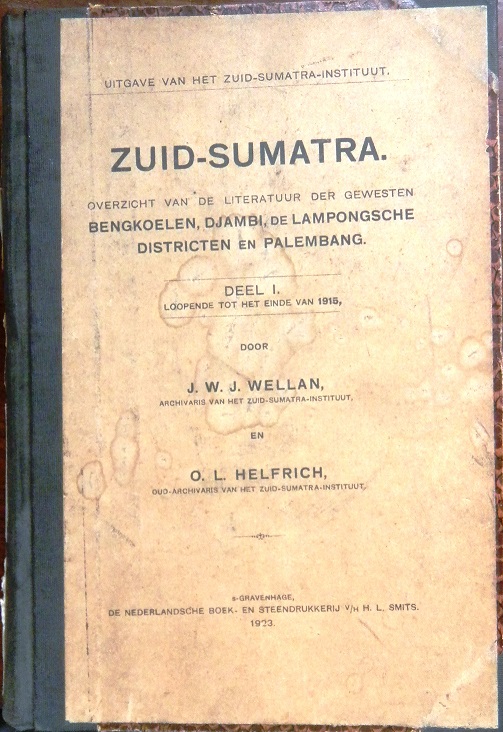 UITGAVE VAN HET ZUID-SUMATRA-INSTITUUT.
ZUID-SUMATRA.
OVERZICHT VAN DE LITERATUUR DER GEWESTEN
BENGKOELEN, DJAMBI, DE LAMPONGSCHE
DISTRICTEN EN PALEMBANG.
DEEL I.
LOOPENDE TOT HET EINDE VAN 1915,
DOOR
J. W. J. WELLAN,
ARCHIVARIS VAN HET ZUID-SUMATRA-INSTITUUT,
EN
O. L. HELFRICH,
OUD-ARCHIVARIS VAN HET ZUID-SUMATRA-INSTITUUT,
s-GRAVENHAGE,
DE NEDERLANDSCHE BOEK- EN STEENDRUKKERIJ V/H H. L. SMITS.
1923.